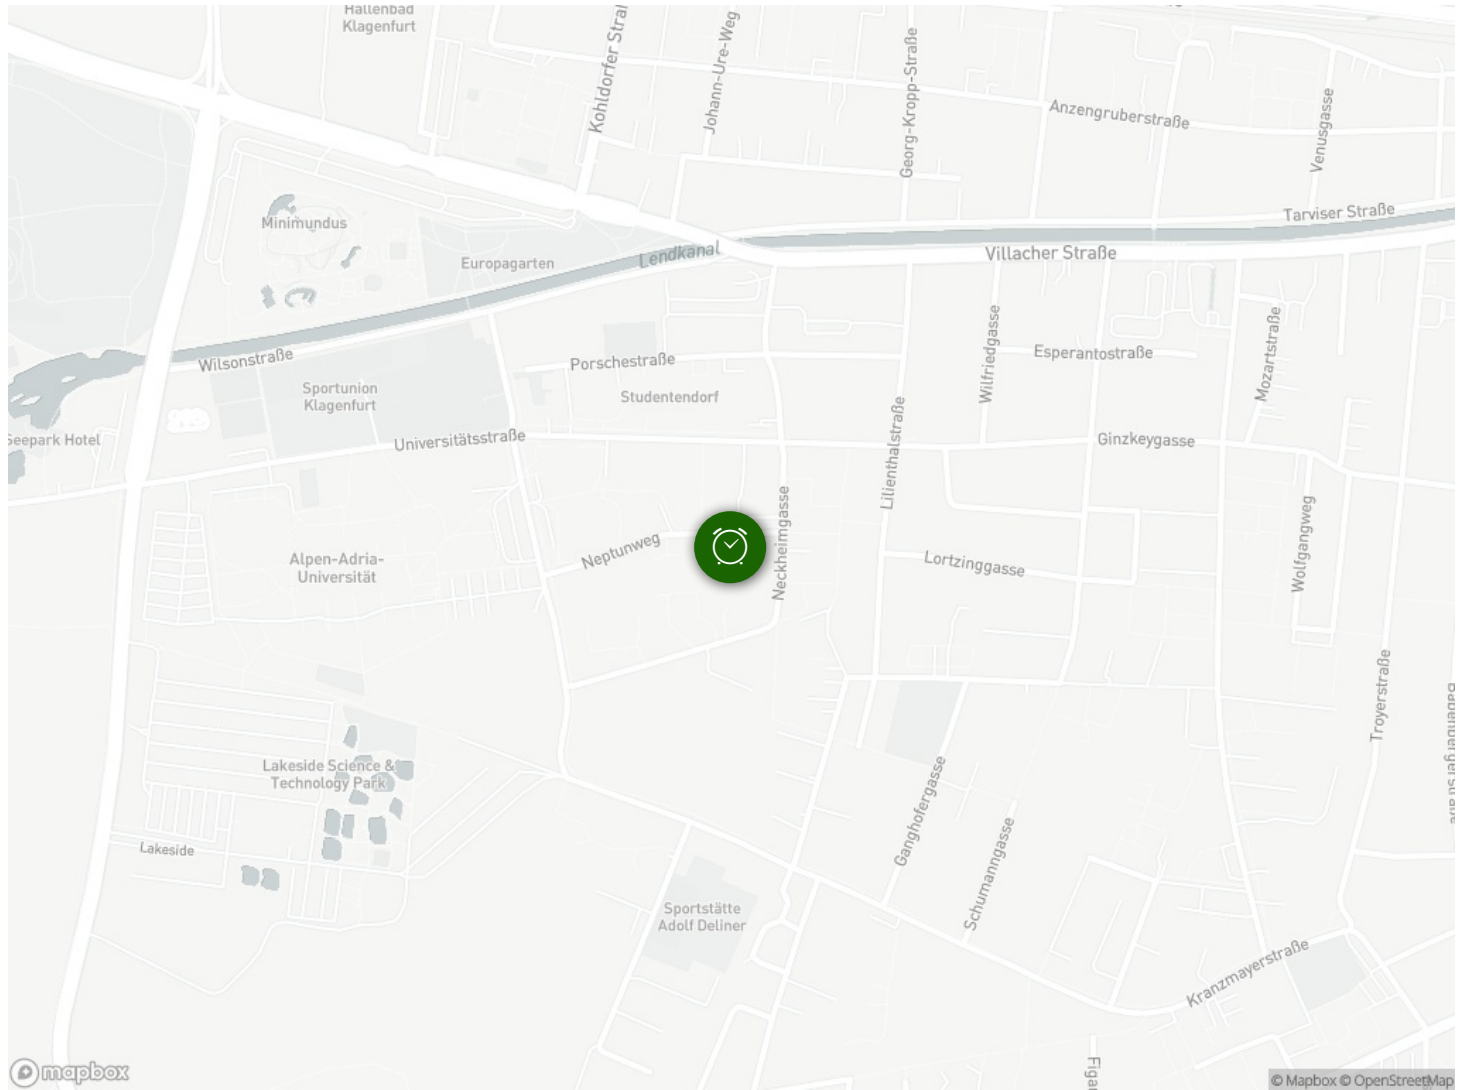 Hallenbad
Klagenfurt
Johann-Ure-Weg
Georg-Kropp-Straße
Anzengruberstraße
Venusgasse
Minimundus
Tarviser Straße
Europagarten
Lendkanal
Villacher Straße
Wilsonstraße
Porschestraße
Esperantostraße
Wilfriedgasse
Mozartstraße
Sportunion
Klagenfurt
Studentendorf
Seepark Hotel
Universitätsstraße
Ginzkeygasse
Lilienthalstraße
Neckheimgasse
Neptunweg
Alpen-Adria-
Universität
Lortzinggasse
Wolfgangweg
Troyerstraße
Lakeside Science &
Technology Park
Ganghofergasse
Schumanngasse
Lakeside
Sportstätte
Adolf Deliner
Kranzmayerstraße
mapbox
© Mapbox © OpenStreetMap